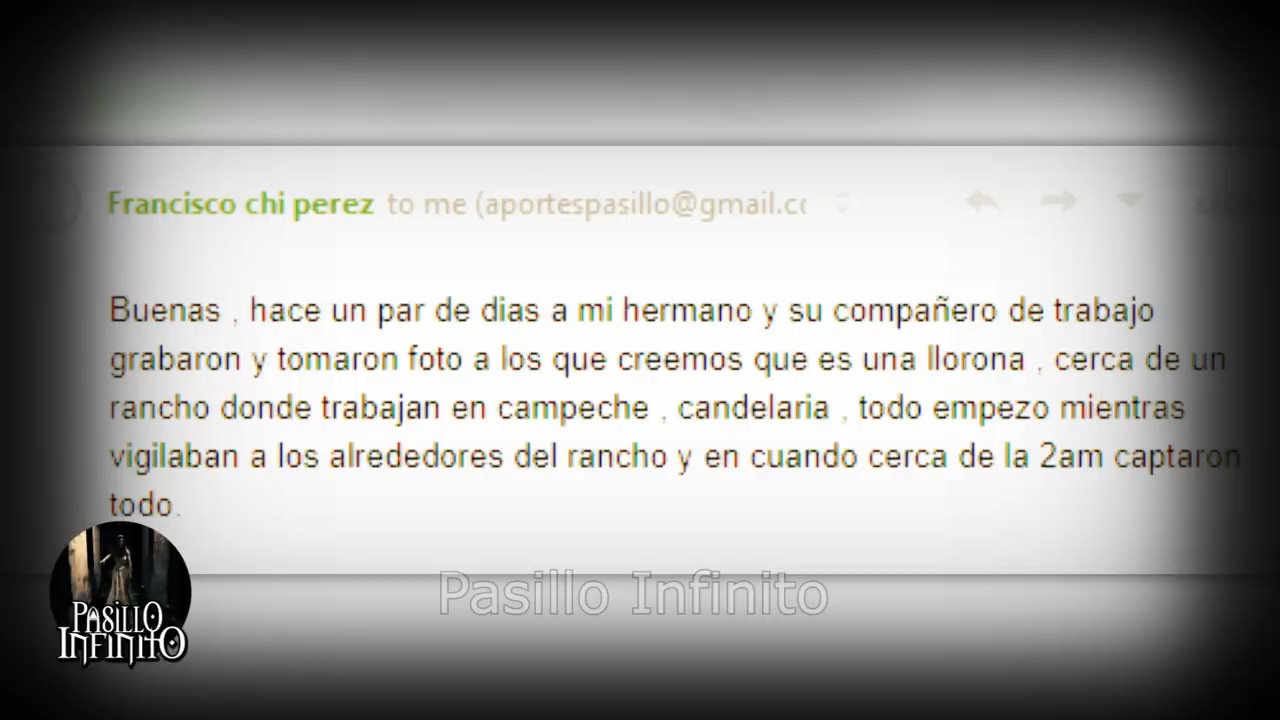 Francisco chi perez to me (aportespasillo@gmail.cc
Buenas , hace un par de dias a mi hermano y su compañero de trabajo
grabaron y tomaron foto a los que creemos que es una llorona , cerca de un
rancho donde trabajan en campeche , candelaria , todo empezo mientras
vigilaban a los alrededores del rancho y en cuando cerca de la 2am captaron
todo.
Pasillo Infinito
PASILLO
INFINITO